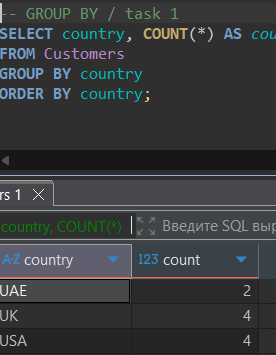 -- GROUP BY / task 1
SELECT country, COUNT(*) AS cou
FROM Customers
GROUP BY country
ORDER BY country;
rs 1
country, COUNT(*)
Введите SQL выр
A-Z country
123 count
UAE 2
UK 4
USA 4